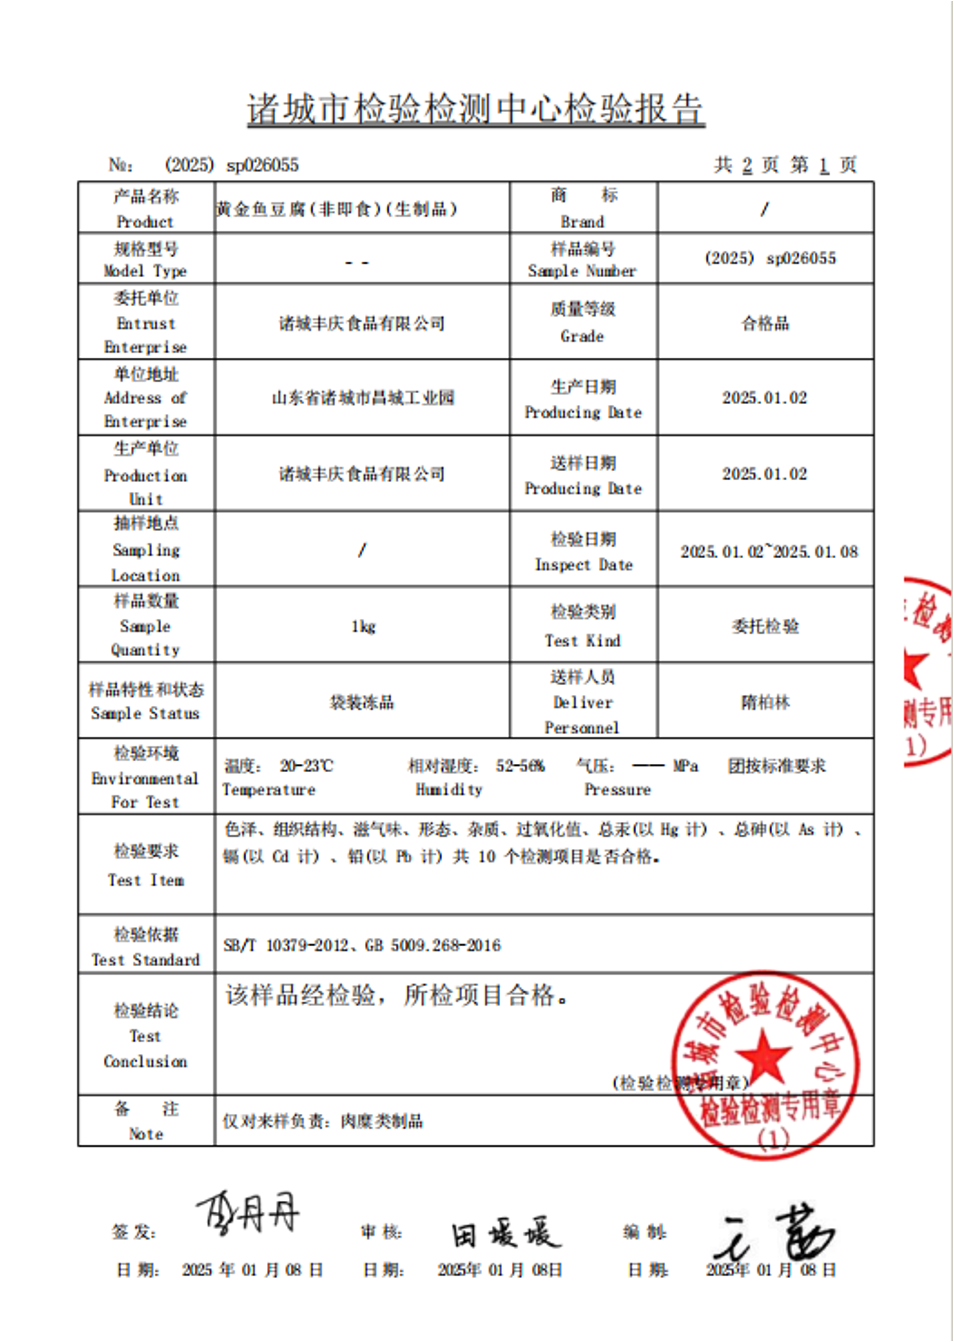 诸城市检验检测中心检验报告
№: (2025) sp026055 共 2 页 第 1 页
产品名称 Product 黄金鱼豆腐(非即食)(生制品) 商 标 Brand /
规格型号 Model Type -- 样品编号 Sample Number (2025) sp026055
委托单位 Entrust Enterprise 诸城丰庆食品有限公司 质量等级 Grade 合格品
单位地址 Address of Enterprise 山东省诸城市昌城工业园 生产日期 Producing Date 2025.01.02
生产单位 Production Unit 诸城丰庆食品有限公司 送样日期 Producing Date 2025.01.02
抽样地点 Sampling Location / 检验日期 Inspect Date 2025.01.02~2025.01.08
样品数量 Sample Quantity 1kg 检验类别 Test Kind 委托检验
样品特性和状态 Sample Status 袋装冻品 送样人员 Deliver Personnel 隋柏林
检验环境 Environmental For Test
温度: 20-23℃ 相对湿度: 52-56% 气压: —— MPa 团按标准要求
Temperature Humidity Pressure
检验要求 Test Item
色泽、组织结构、滋气味、形态、杂质、过氧化值、总汞(以 Hg 计)、总砷(以 As 计)、
镉(以 Cd 计)、铅(以 Pb 计) 共 10 个检测项目是否合格。
检验依据 Test Standard SB/T 10379-2012、GB 5009.268-2016
检验结论 Test Conclusion 该样品经检验，所检项目合格。
(检验检测专用章)
诸城市检验检测中心
检验检测专用章
(1)
备 注 Note 仅对来样负责: 肉糜类制品
签发: 审核: 田媛媛 编制:
日期: 2025 年 01 月 08 日 日期: 2025年 01 月 08日 日期: 2025年 01 月 08 日